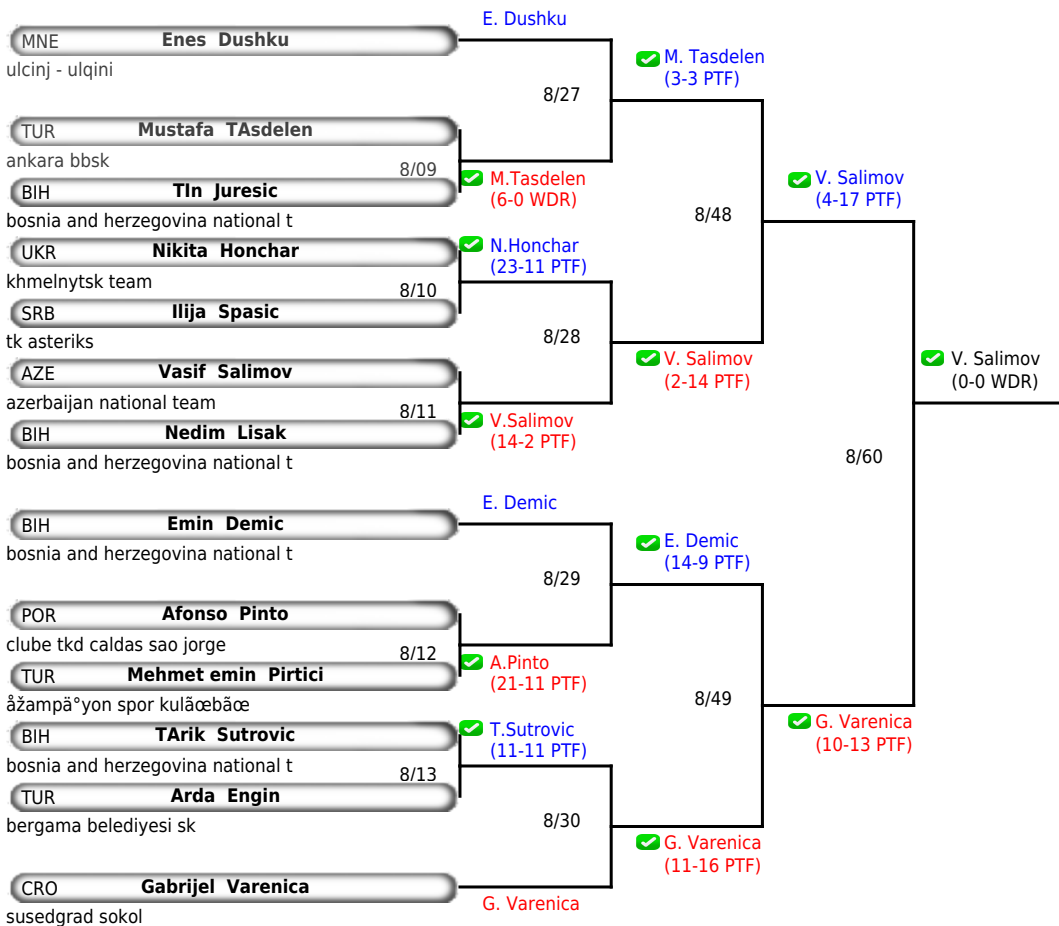 E. Dushku
MNE Enes Dushku
ulcinj - ulqini
M. Tasdelen
(3-3 PTF)
8/27
TUR Mustafa TAsdelen
ankara bbsk
8/09
M.Tasdelen
(6-0 WDR)
BIH TIn Juresic
bosnia and herzegovina national t
V. Salimov
(4-17 PTF)
8/48
UKR Nikita Honchar
khmelnytsk team
N.Honchar
(23-11 PTF)
8/10
SRB Ilija Spasic
tk asteriks
8/28
V. Salimov
(2-14 PTF)
V. Salimov
(0-0 WDR)
AZE Vasif Salimov
azerbaijan national team
8/11
V.Salimov
(14-2 PTF)
BIH Nedim Lisak
bosnia and herzegovina national t
8/60
E. Demic
BIH Emin Demic
bosnia and herzegovina national t
E. Demic
(14-9 PTF)
8/29
POR Afonso Pinto
clube tkd caldas sao jorge
8/12
A.Pinto
(21-11 PTF)
TUR Mehmet emin Pirtici
åžampä°yon spor kulãœbãœ
8/49
G. Varenica
(10-13 PTF)
BIH TArik Sutrovic
bosnia and herzegovina national t
T.Sutrovic
(11-11 PTF)
8/13
TUR Arda Engin
bergama belediyesi sk
8/30
G. Varenica
(11-16 PTF)
CRO Gabrijel Varenica
susedgrad sokol
G. Varenica